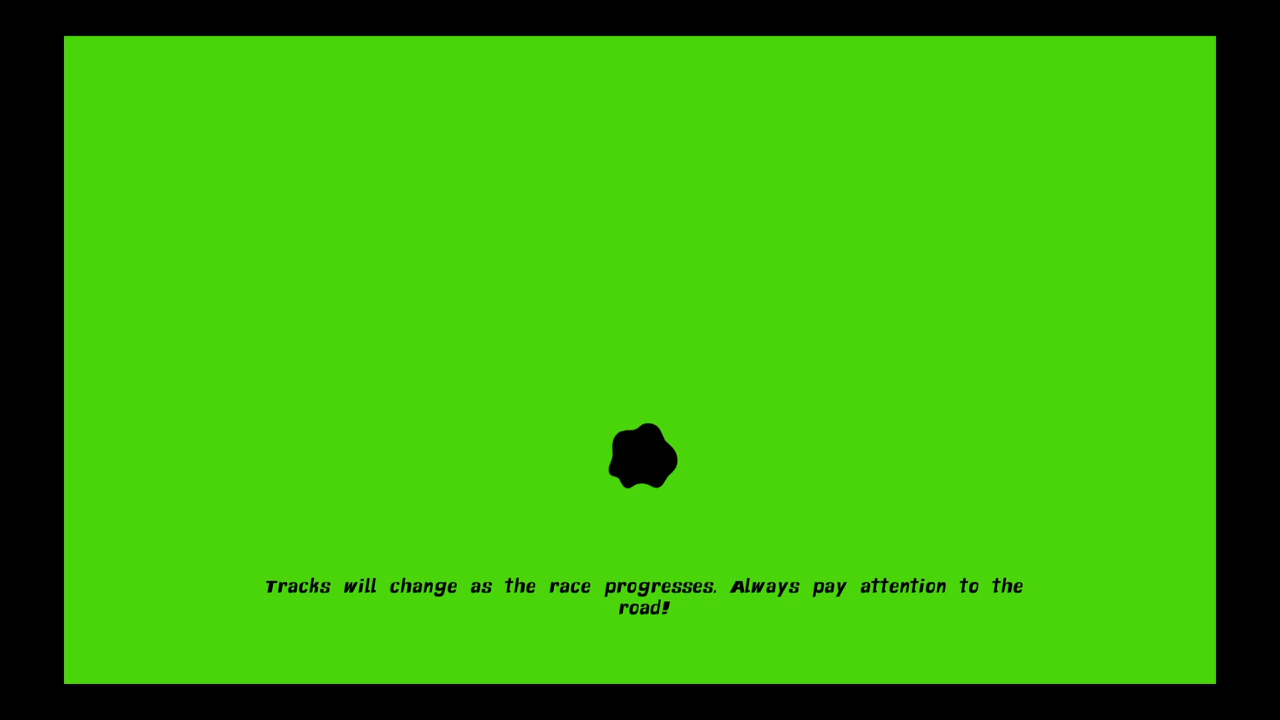 Tracks will change as the race progresses. Always pay attention to the
road!